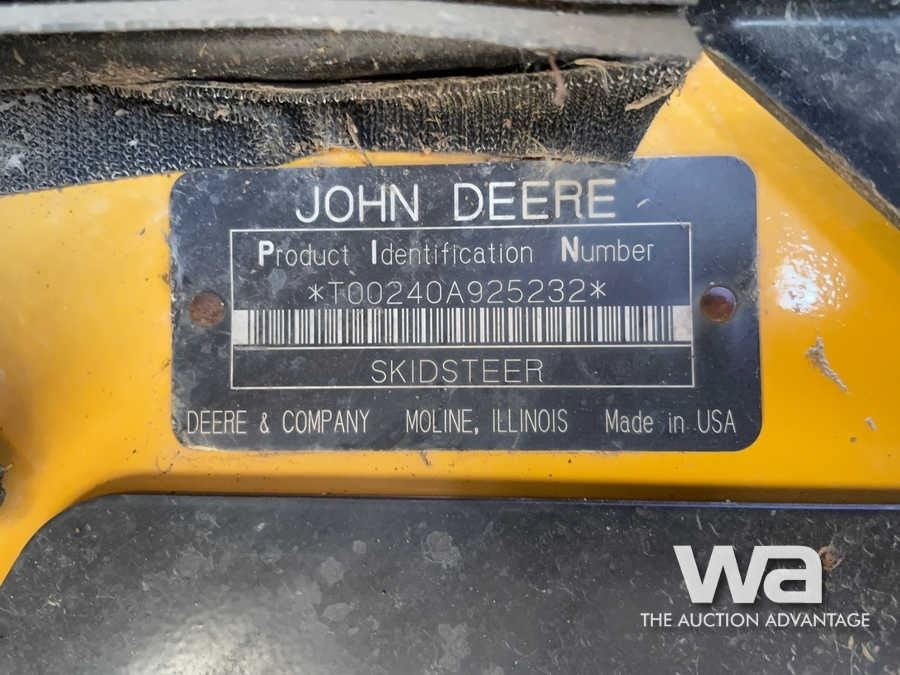 JOHN DEERE
Product Identification Number
*T00240A925232*
SKIDSTEER
DEERE & COMPANY MOLINE, ILLINOIS Made in USA
wa
THE AUCTION ADVANTAGE